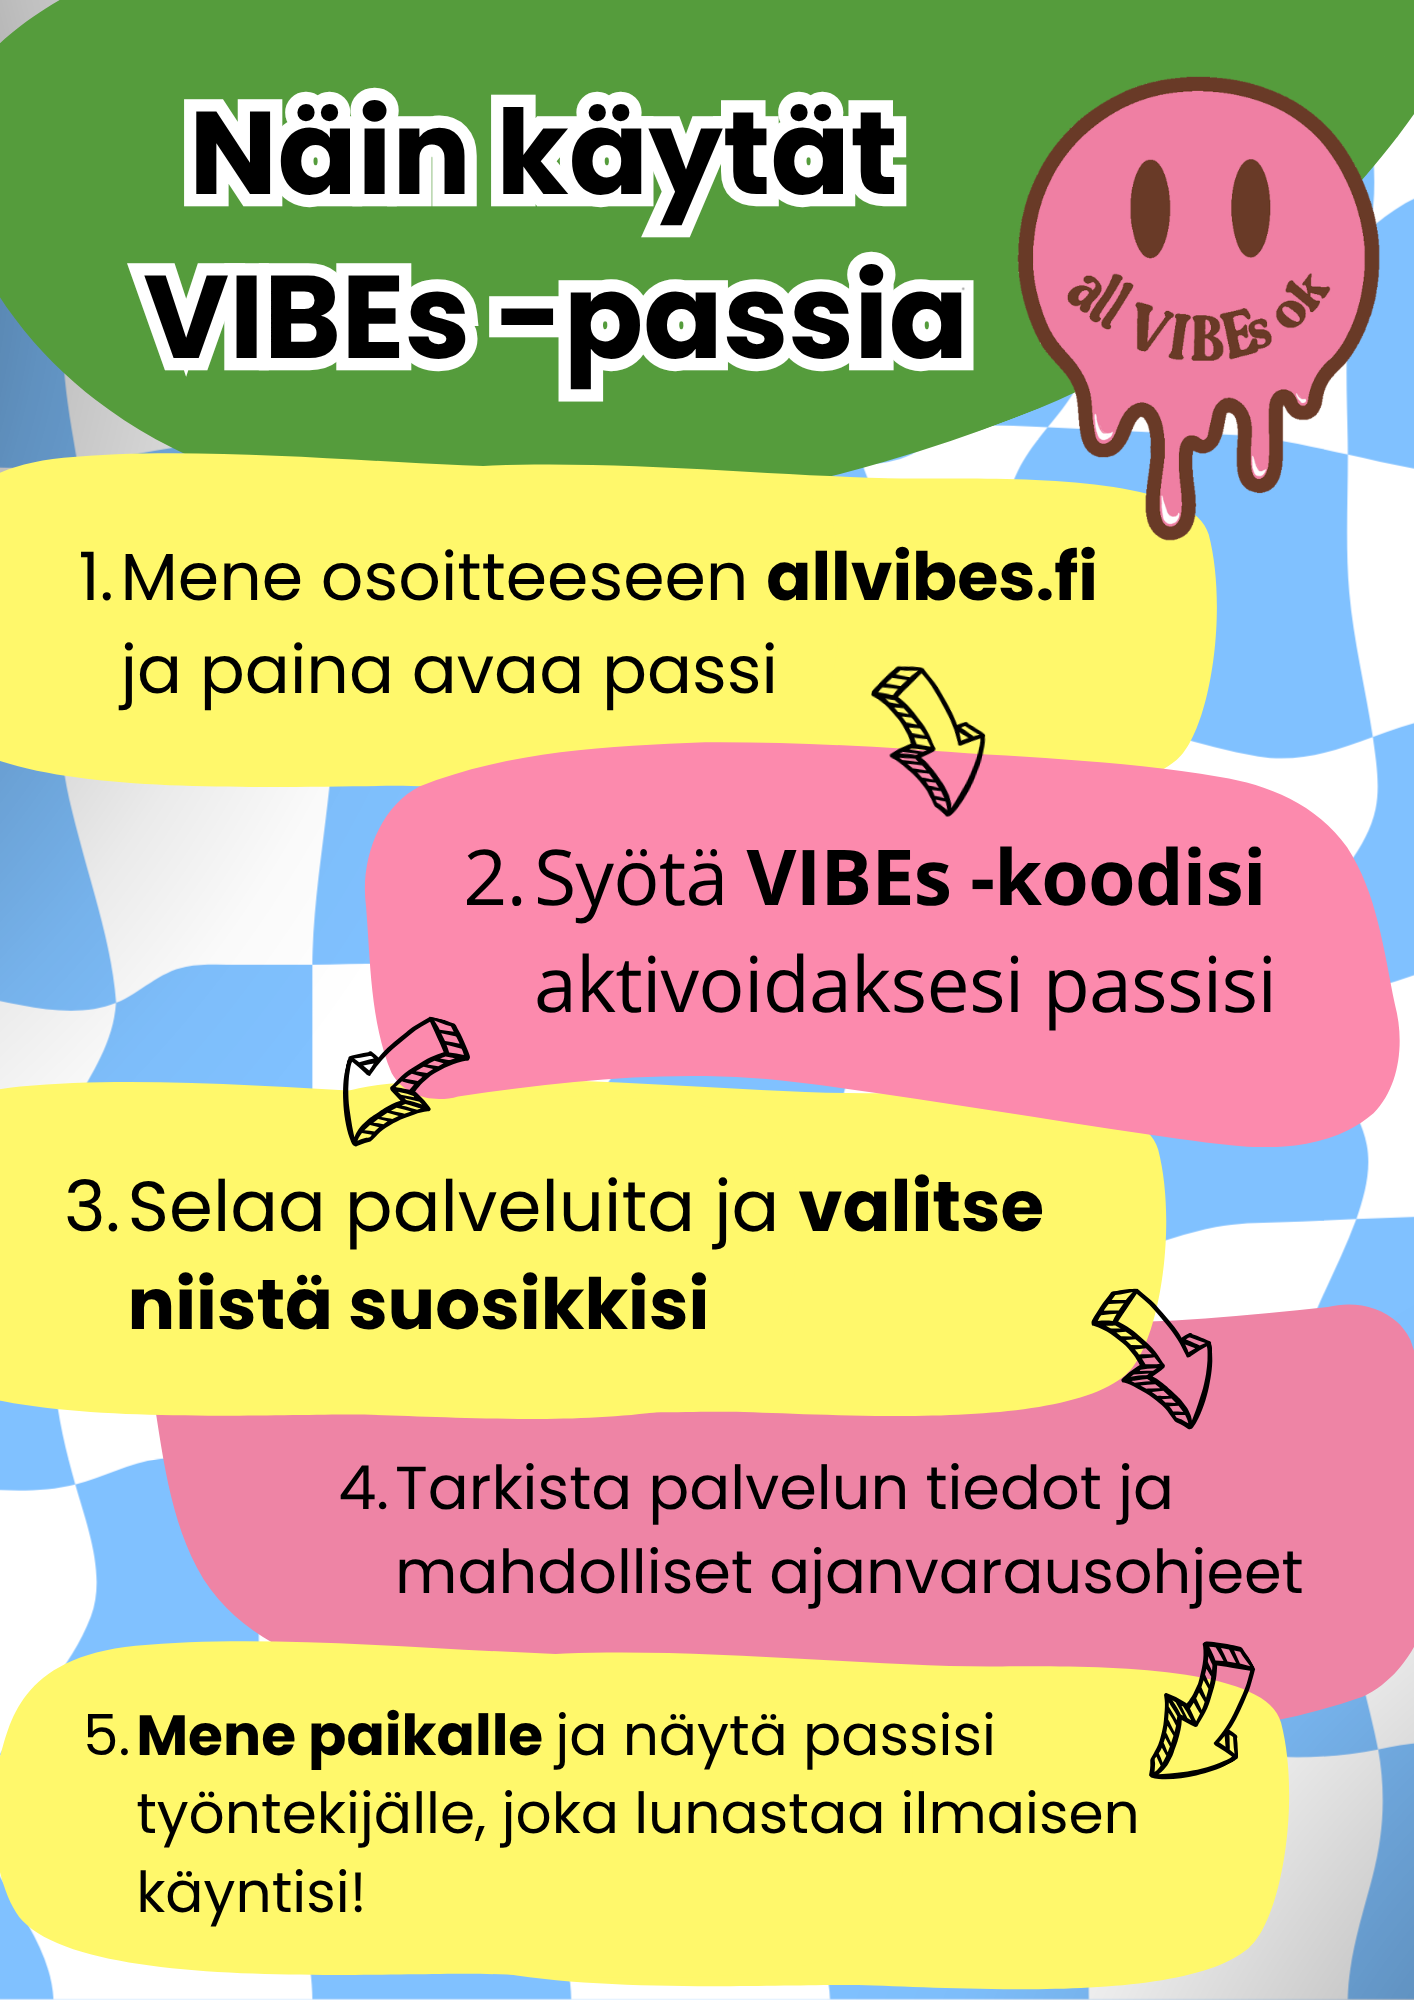 Näin käytät
VIBEs -passia
all VIBEs ok
1. Mene osoitteeseen allvibes.fi
ja paina avaa passi
2. Syötä VIBEs -koodisi
aktivoidaksesi passisi
3. Selaa palveluita ja valitse
niistä suosikkisi
4. Tarkista palvelun tiedot ja
mahdolliset ajanvarausohjeet
5. Mene paikalle ja näytä passisi
työntekijälle, joka lunastaa ilmaisen
käyntisi!